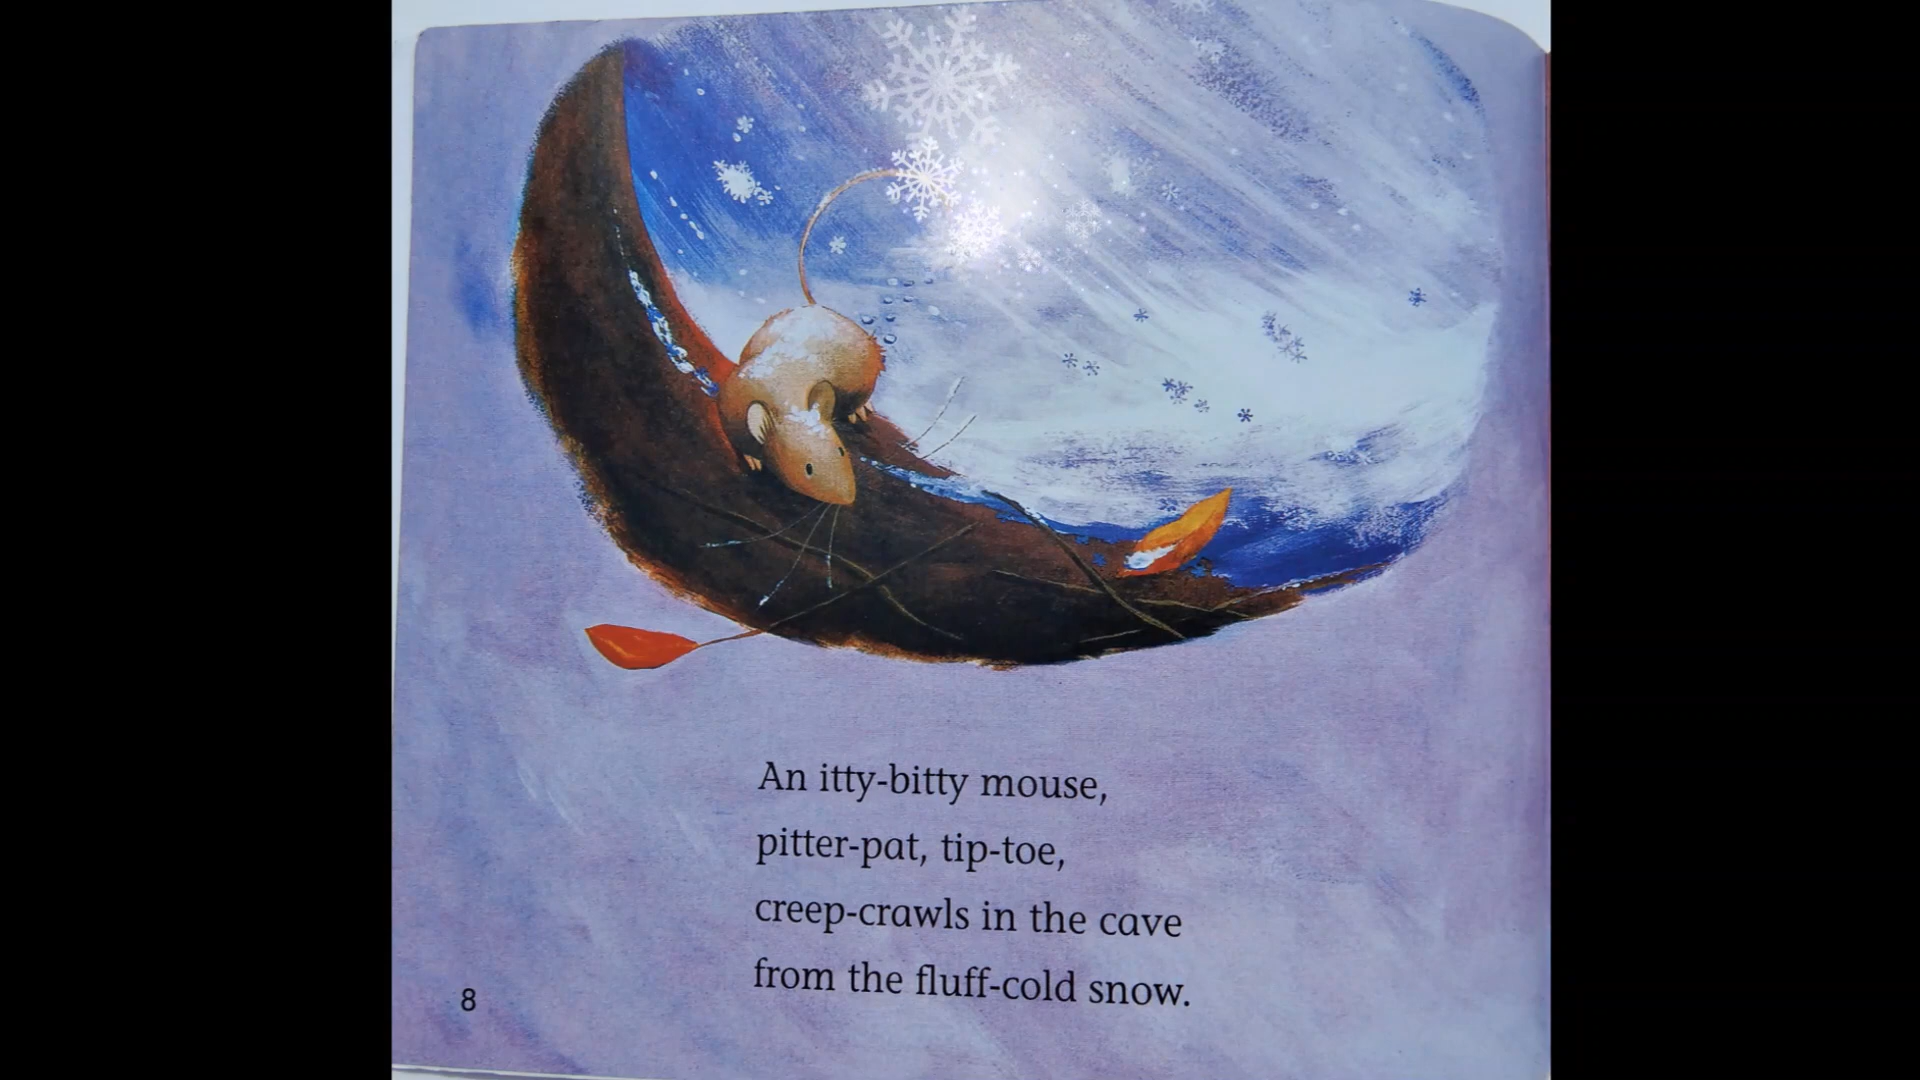 An itty-bitty mouse,
pitter-pat, tip-toe,
creep-crawls in the cave
from the fluff-cold snow.
8